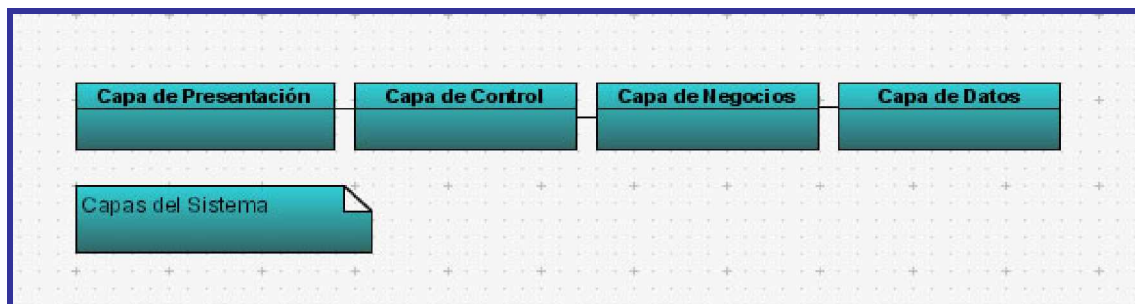 Capa de Presentación
Capa de Control
Capa de Negocios
Capa de Datos
Capas del Sistema